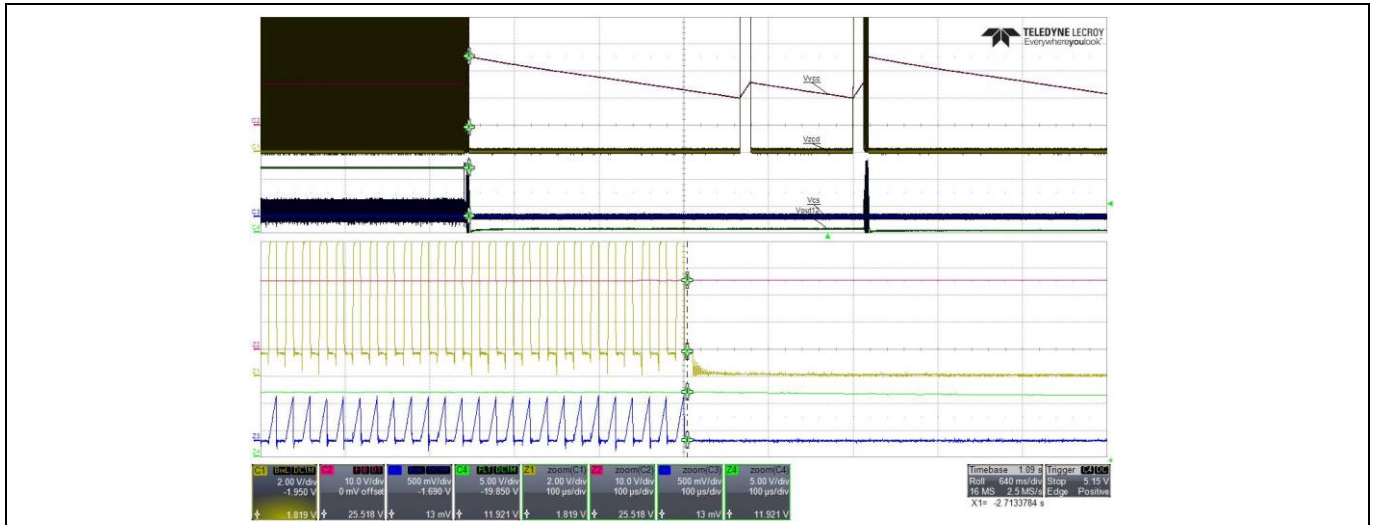 TELEDYNE LECROY
Everywhereyoulook
Vvcc
Vzcd
Vcs
Vout12
C1 BwL DC1M
2.00 V/div
-1.950 V
1.819 V
C2
10.0 V/div
0 mV offset
25.518 V
500 mV/div
-1.690 V
13 mV
C4 FLT DC1M
5.00 V/div
-19.850 V
11.921 V
Z1 zoom(C1)
2.00 V/div
100 µs/div
1.819 V
Z2 zoom(C2)
10.0 V/div
100 µs/div
25.518 V
zoom(C3)
500 mV/div
100 µs/div
13 mV
Z4 zoom(C4)
5.00 V/div
100 µs/div
11.921 V
Timebase 1.09 s
Roll 640 ms/div
16 MS 2.5 MS/s
Trigger C4 DC
Stop 5.15 V
Edge Positive
X1= -2.7133784 s